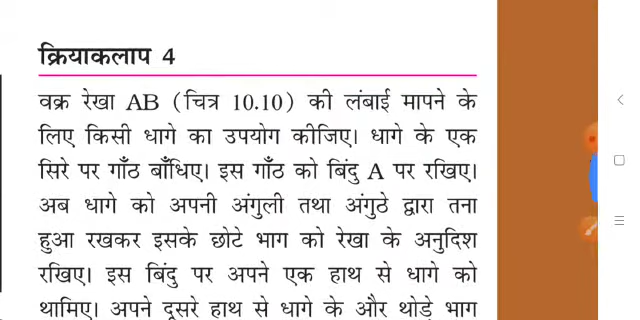 क्रियाकलाप 4
वक्र रेखा AB (चित्र 10.10) की लंबाई मापने के
लिए किसी धागे का उपयोग कीजिए। धागे के एक
सिरे पर गाँठ बाँधिए। इस गाँठ को बिंदु A पर रखिए।
अब धागे को अपनी अंगुली तथा अंगुठे द्वारा तना
हुआ रखकर इसके छोटे भाग को रेखा के अनुदिश
रखिए। इस बिंदु पर अपने एक हाथ से धागे को
थामिए। अपने दूसरे हाथ से धागे के और थोड़े भाग